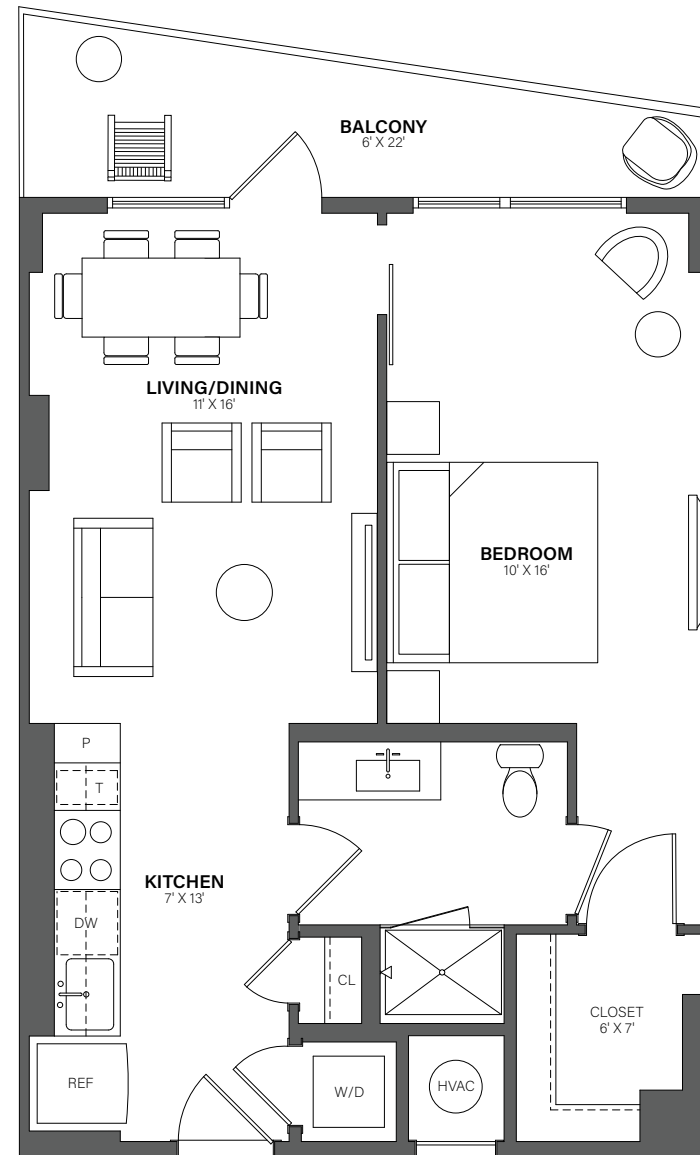 BALCONY
6' X 22'
LIVING/DINING
11' X 16'
BEDROOM
10' X 16'
P
T
KITCHEN
7' X 13'
DW
CL
CLOSET
6' X 7'
REF
W/D
HVAC